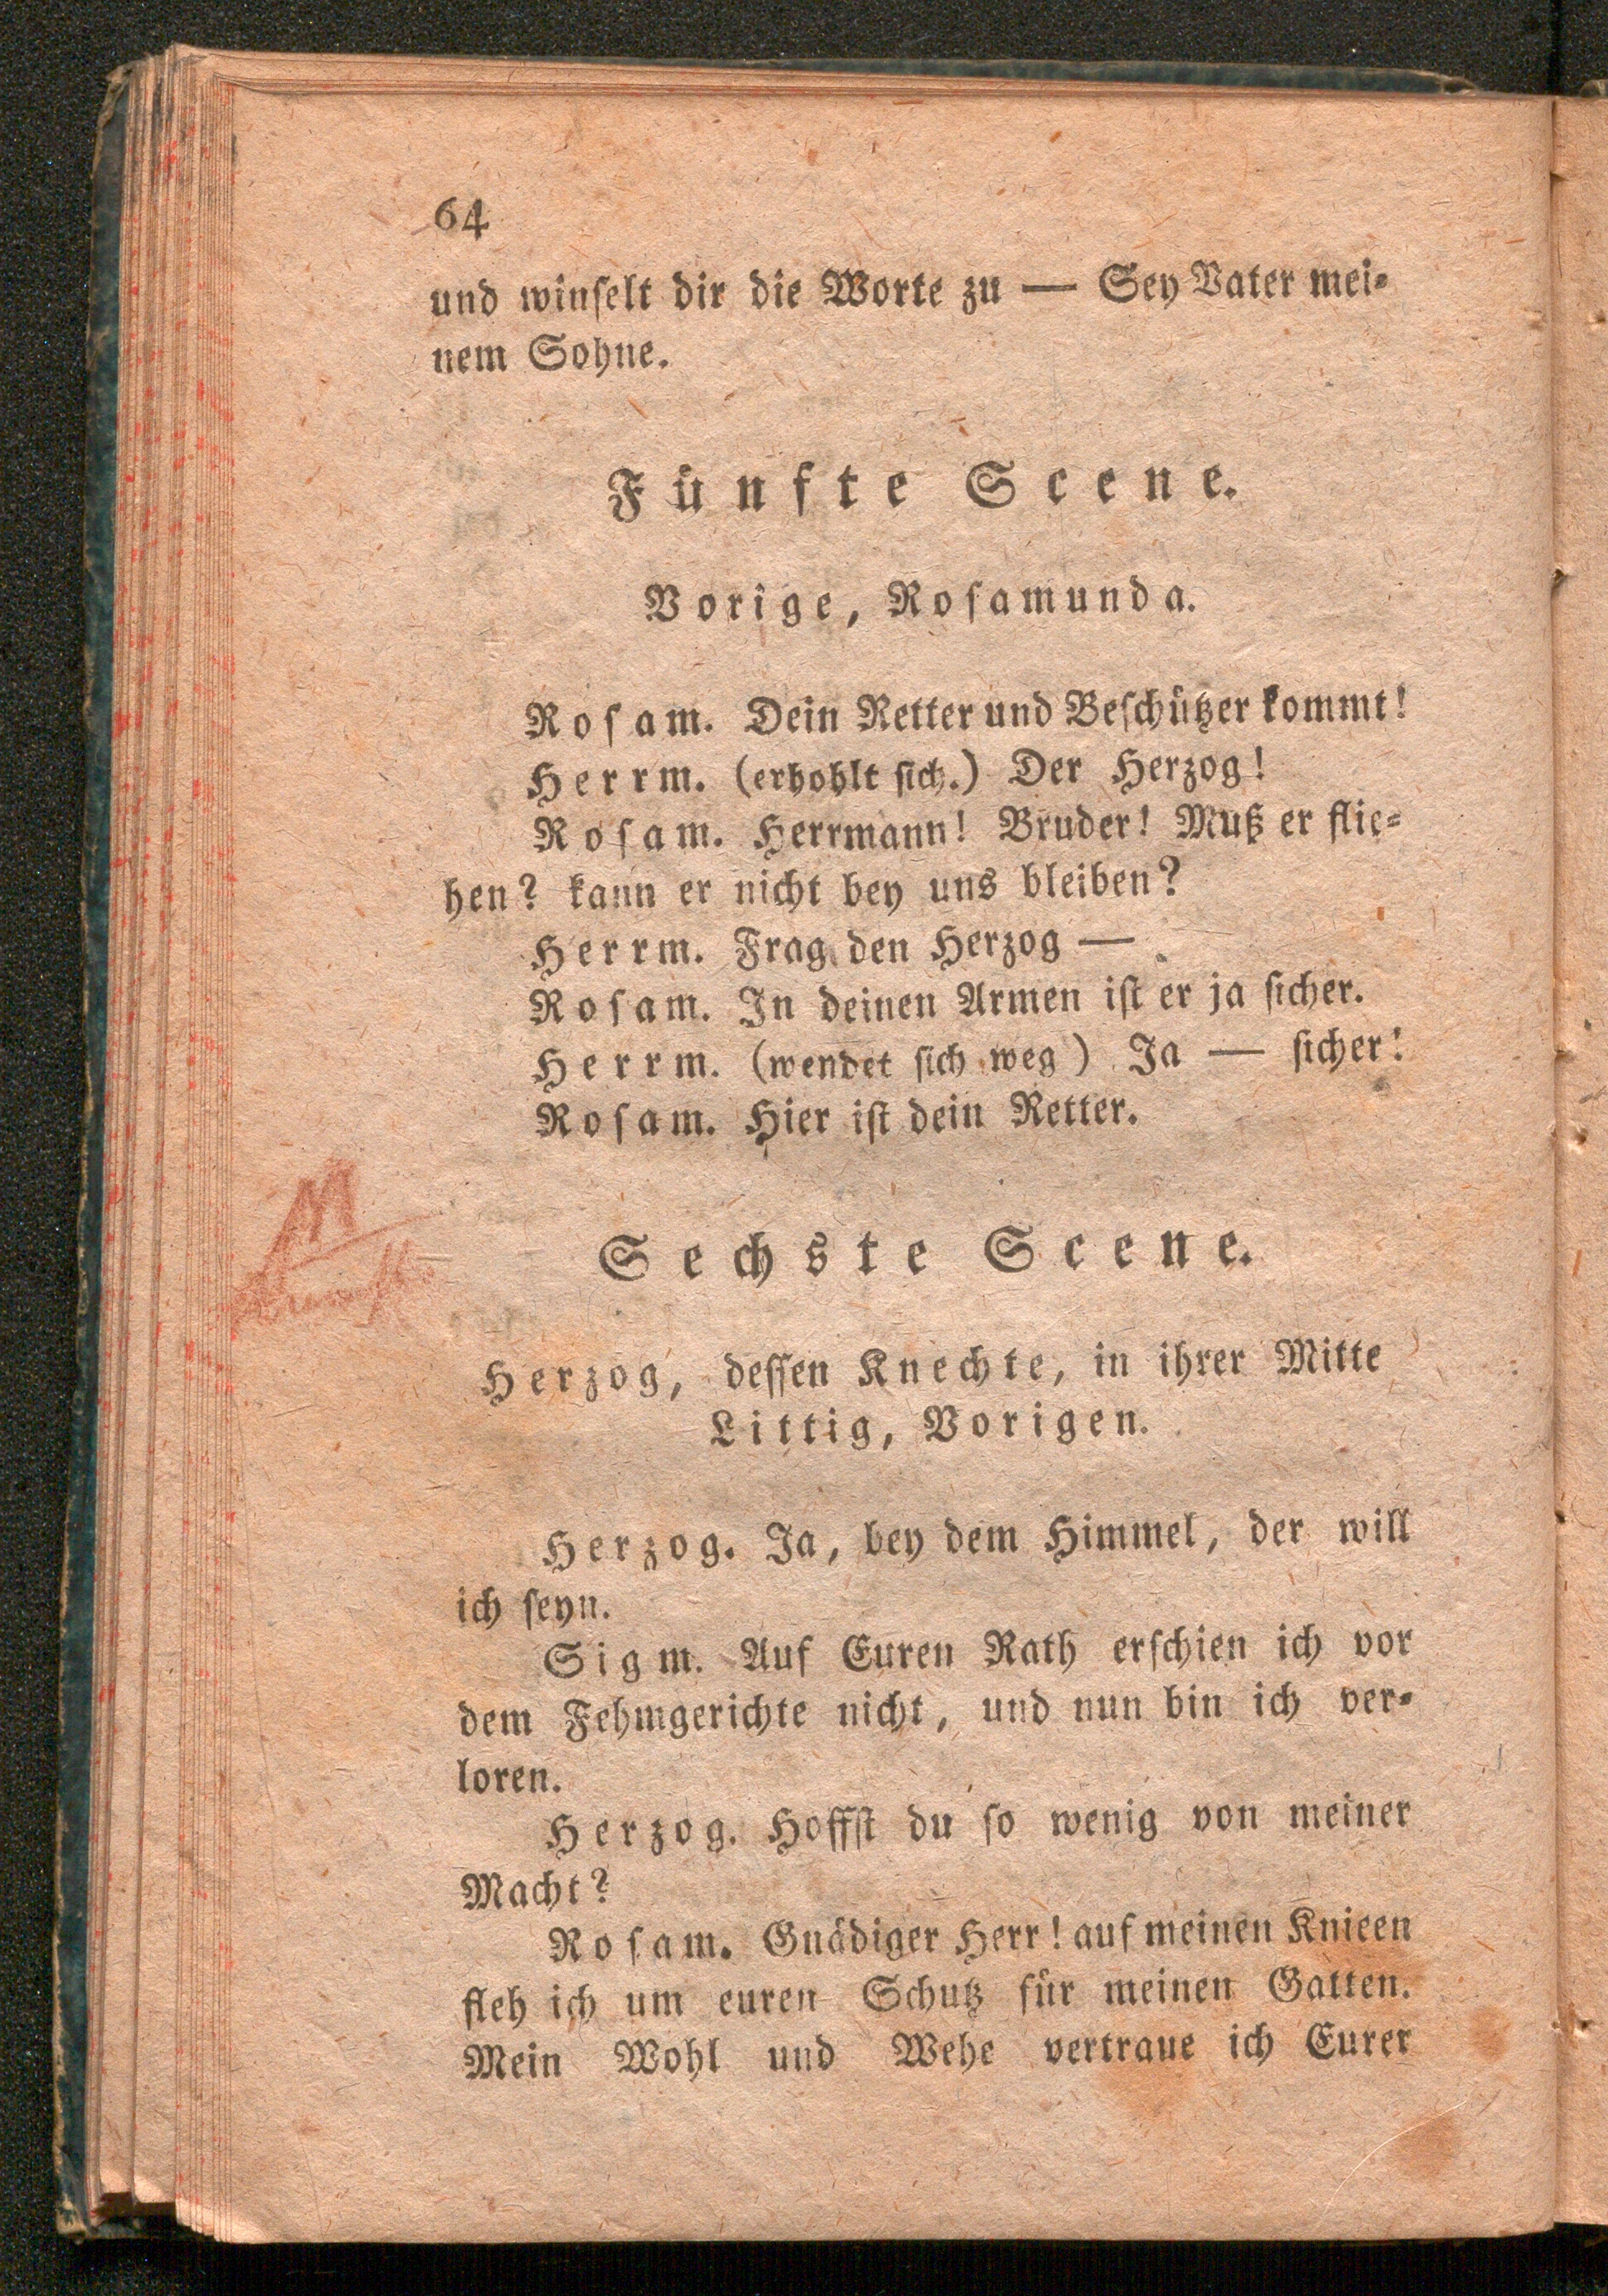 64
und winſelt dir die Worte zu — Sey Vater mei⸗
nem Sohne.
Fünfte Scene.
Vorige, Roſamunda.
Roſam. Dein Retter und Beſchützer kommt!
Herrm. (erhohlt ſich.) Der Herzog!
Roſam. Herrmann! Bruder! Muß er flie⸗
hen? kann er nicht bey uns bleiben?
Herrm. Frag den Herzog —
Roſam. In deinen Armen iſt er ja ſicher.
Herrm. (wendet ſich weg) Ja — ſicher!
Roſam. Hier iſt dein Retter.
Sechste Scene.
Herzog, deſſen Knechte, in ihrer Mitte
Littig, Vorigen.
Herzog. Ja, bey dem Himmel, der will
ich ſeyn.
Sigm. Auf Euren Rath erſchien ich vor
dem Fehmgerichte nicht, und nun bin ich ver⸗
loren.
Herzog. Hoffſt du ſo wenig von meiner
Macht?
Roſam. Gnädiger Herr! auf meinen Knieen
fleh ich um euren Schutz für meinen Gatten.
Mein Wohl und Wehe vertraue ich Eurer